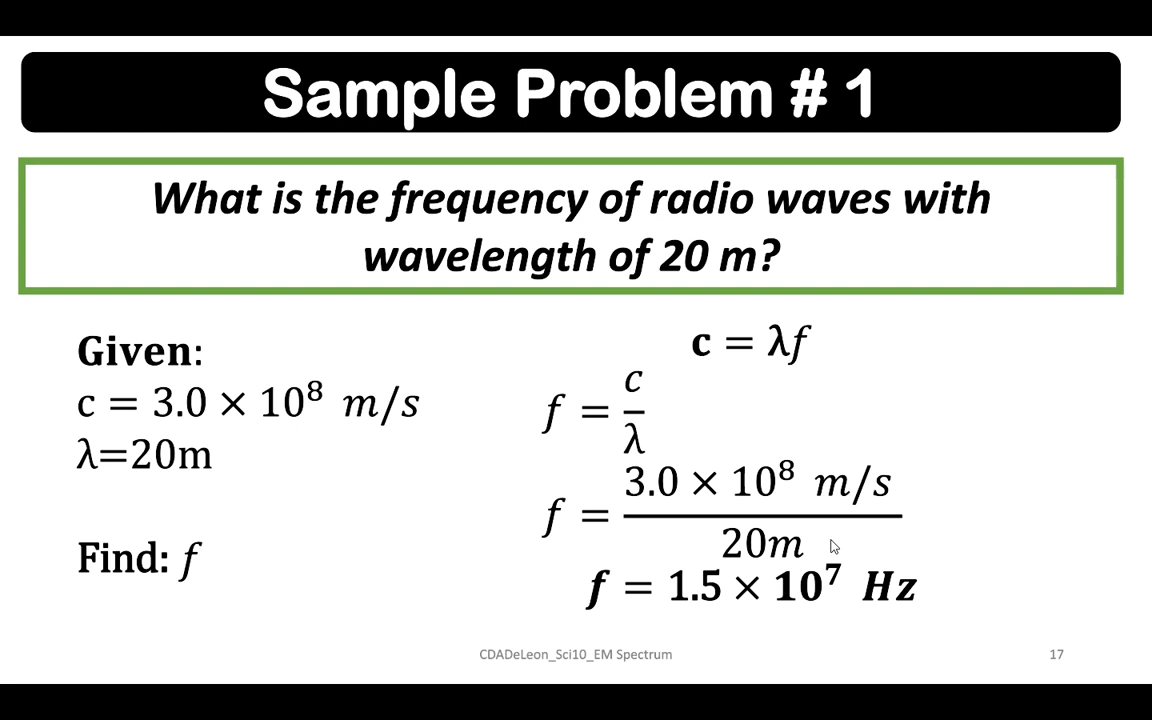 Sample Problem # 1
What is the frequency of radio waves with
wavelength of 20 m?
Given:
c = 3.0 × 10⁸ m/s
λ=20m
Find: f
c = λf
f = c/λ
f = 3.0 × 10⁸ m/s / 20m
f = 1.5 × 10⁷ Hz
CDADeLeon_Sci10_EM Spectrum
17